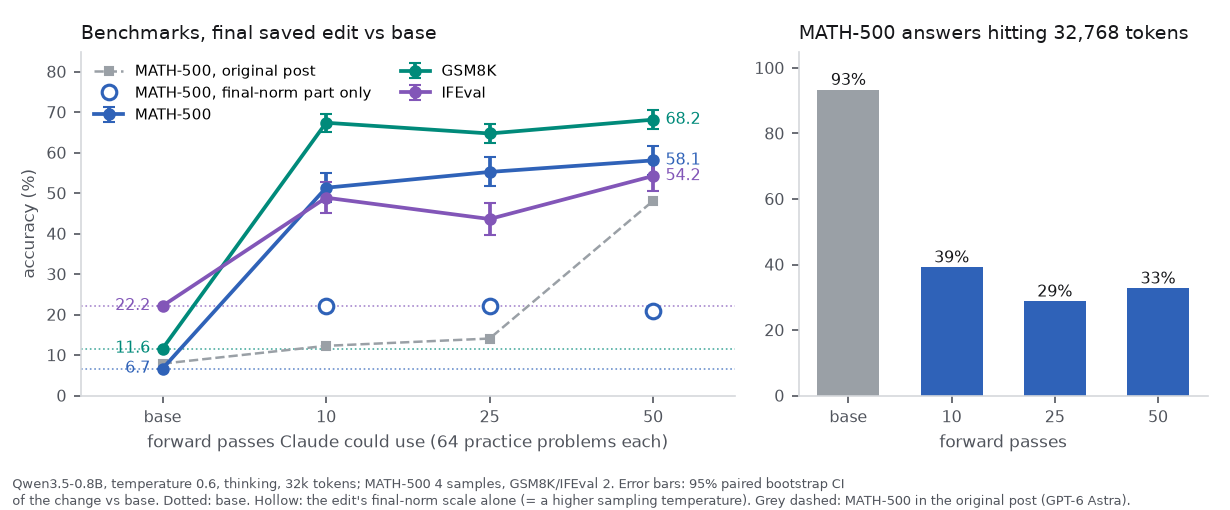 Benchmarks, final saved edit vs base
MATH-500, original post
MATH-500, final-norm part only
MATH-500
GSM8K
IFEval
accuracy (%)
80
70
60
50
40
30
20
10
0
22.2
11.6
6.7
68.2
58.1
54.2
base
10
25
50
forward passes Claude could use (64 practice problems each)
MATH-500 answers hitting 32,768 tokens
100
80
60
40
20
0
93%
39%
29%
33%
base
10
25
50
forward passes
Qwen3.5-0.8B, temperature 0.6, thinking, 32k tokens; MATH-500 4 samples, GSM8K/IFEval 2. Error bars: 95% paired bootstrap CI
of the change vs base. Dotted: base. Hollow: the edit's final-norm scale alone (= a higher sampling temperature). Grey dashed: MATH-500 in the original post (GPT-6 Astra).